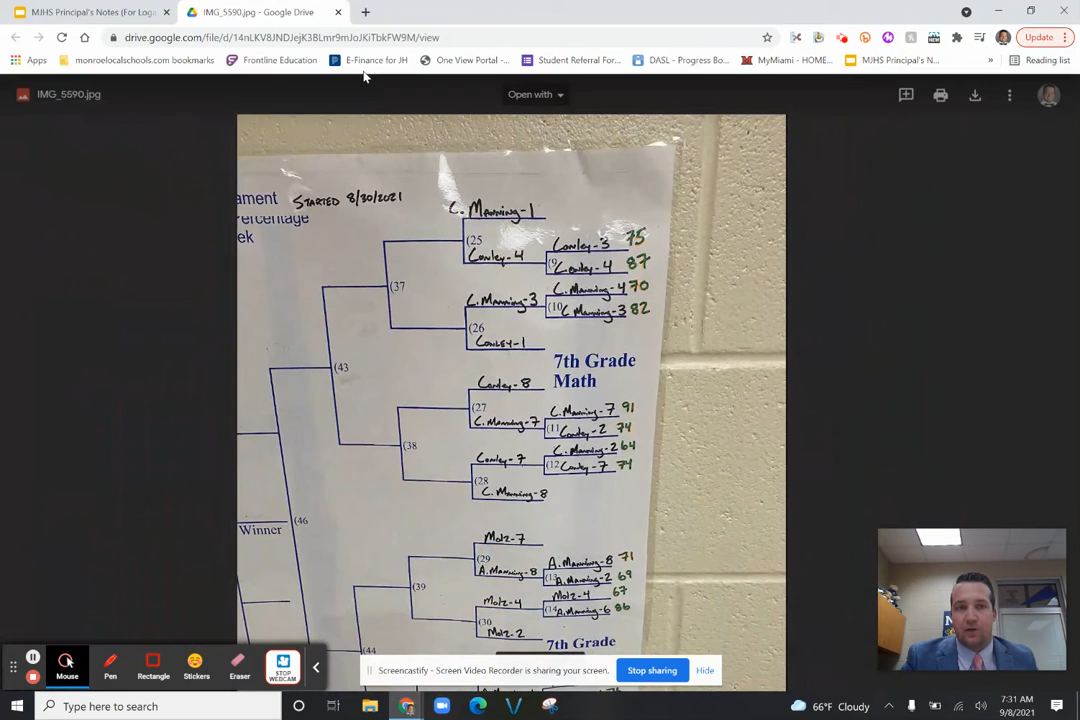 MJHS Principal's Notes (For Loga
IMG_5590.jpg - Google Drive
drive.google.com/file/d/14nLKV8JNDJejK3BLmr9mJoJKiTbkFW9M/view
Update
Apps
monroelocalschools.com bookmarks
Frontline Education
E-Finance for JH
One View Portal -...
Student Referral For...
DASL - Progress Bo...
MyMiami - HOME...
MJHS Principal's N...
»
Reading list
IMG_5590.jpg
Open with
ament STARTED 8/30/2021
Percentage
ek
C. Manning-1
(25
Conley-3 75
Conley-4
(9 Conley-4 87
(37
C. Manning-4 70
C. Manning-3
(10 C Manning-3 82
(26
CONLEY-1
7th Grade
Math
(43
Conley-8
(27
C. Manning-7 91
C. Manning-7
(11 Conley-2 74
(38
C. Manning-2 64
Conley-7
(12 Conley-7 74
(28
C. Manning-8
(46
Winner
Molz-7
(29
A. Manning-8 71
A. Manning-8
(13 A. Manning-2 69
(39
Molz-4 67
Molz-4
(14 A. Manning-6 86
(30
Molz-2
7th Grade
(44
Mouse
Pen
Rectangle
Stickers
Eraser
STOP WEBCAM
Screencastify - Screen Video Recorder is sharing your screen.
Stop sharing
Hide
Type here to search
66°F Cloudy
7:31 AM
9/8/2021